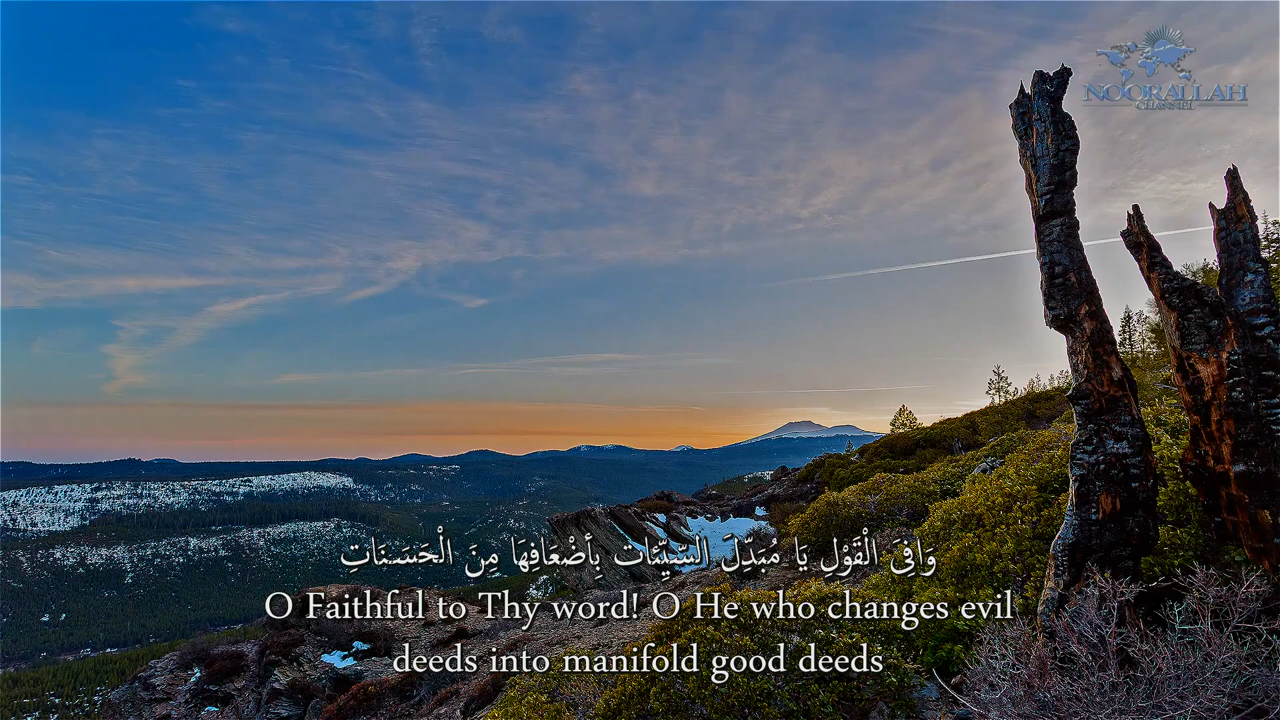 NOORALLAH
CHANNEL
وَافِىَ الْقَوْلِ يَا مُبَدِّلَ السَّيِّئَاتِ بِأَضْعَافِهَا مِنَ الْحَسَنَاتِ
O Faithful to Thy word! O He who changes evil
deeds into manifold good deeds